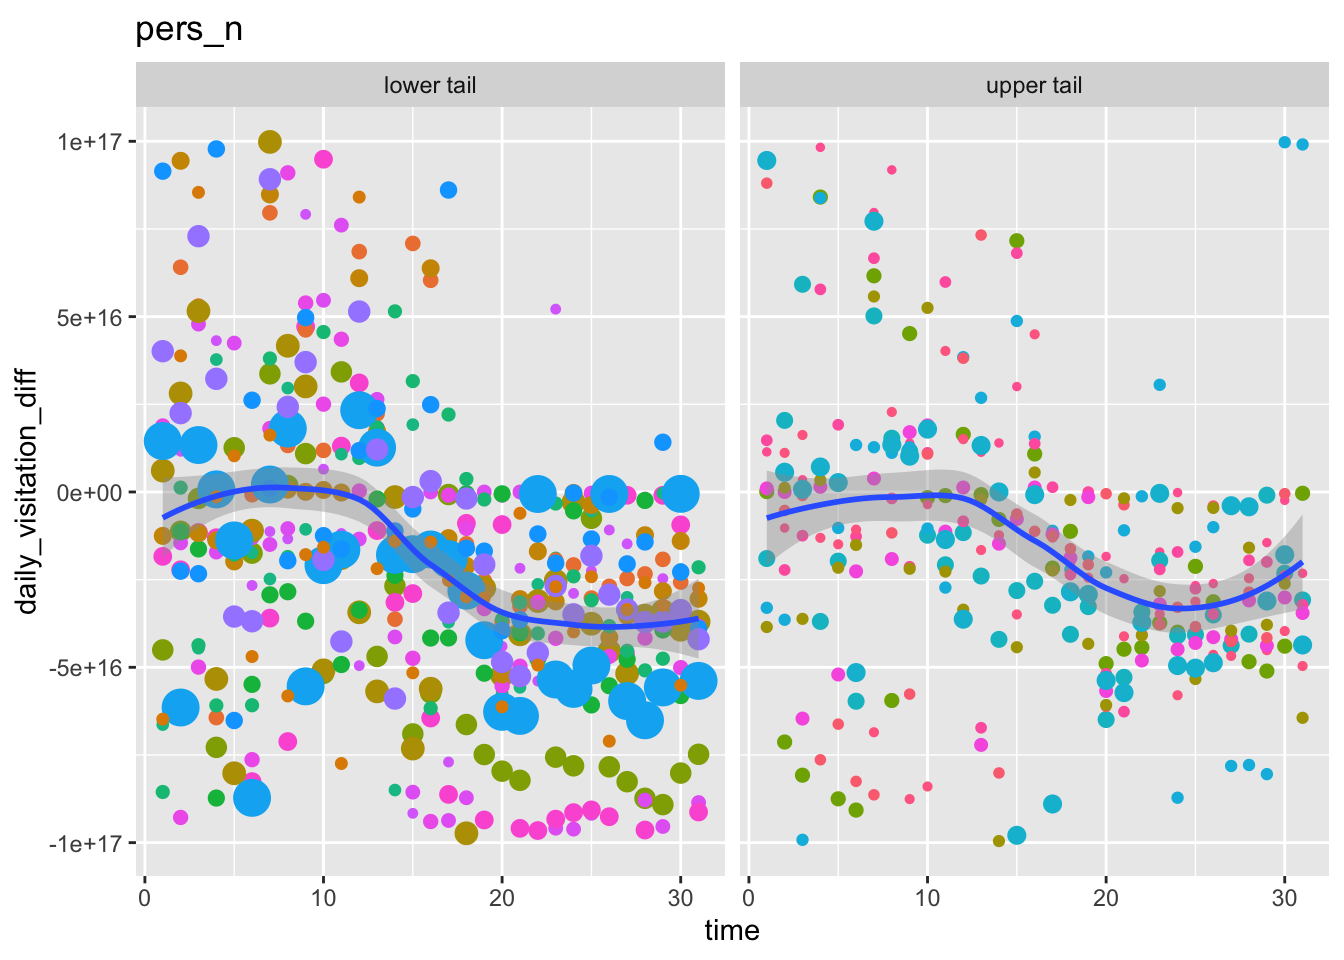 pers_n
lower tail
upper tail
daily_visitation_diff
1e+17
5e+16
0e+00
-5e+16
-1e+17
0
10
20
30
0
10
20
30
time